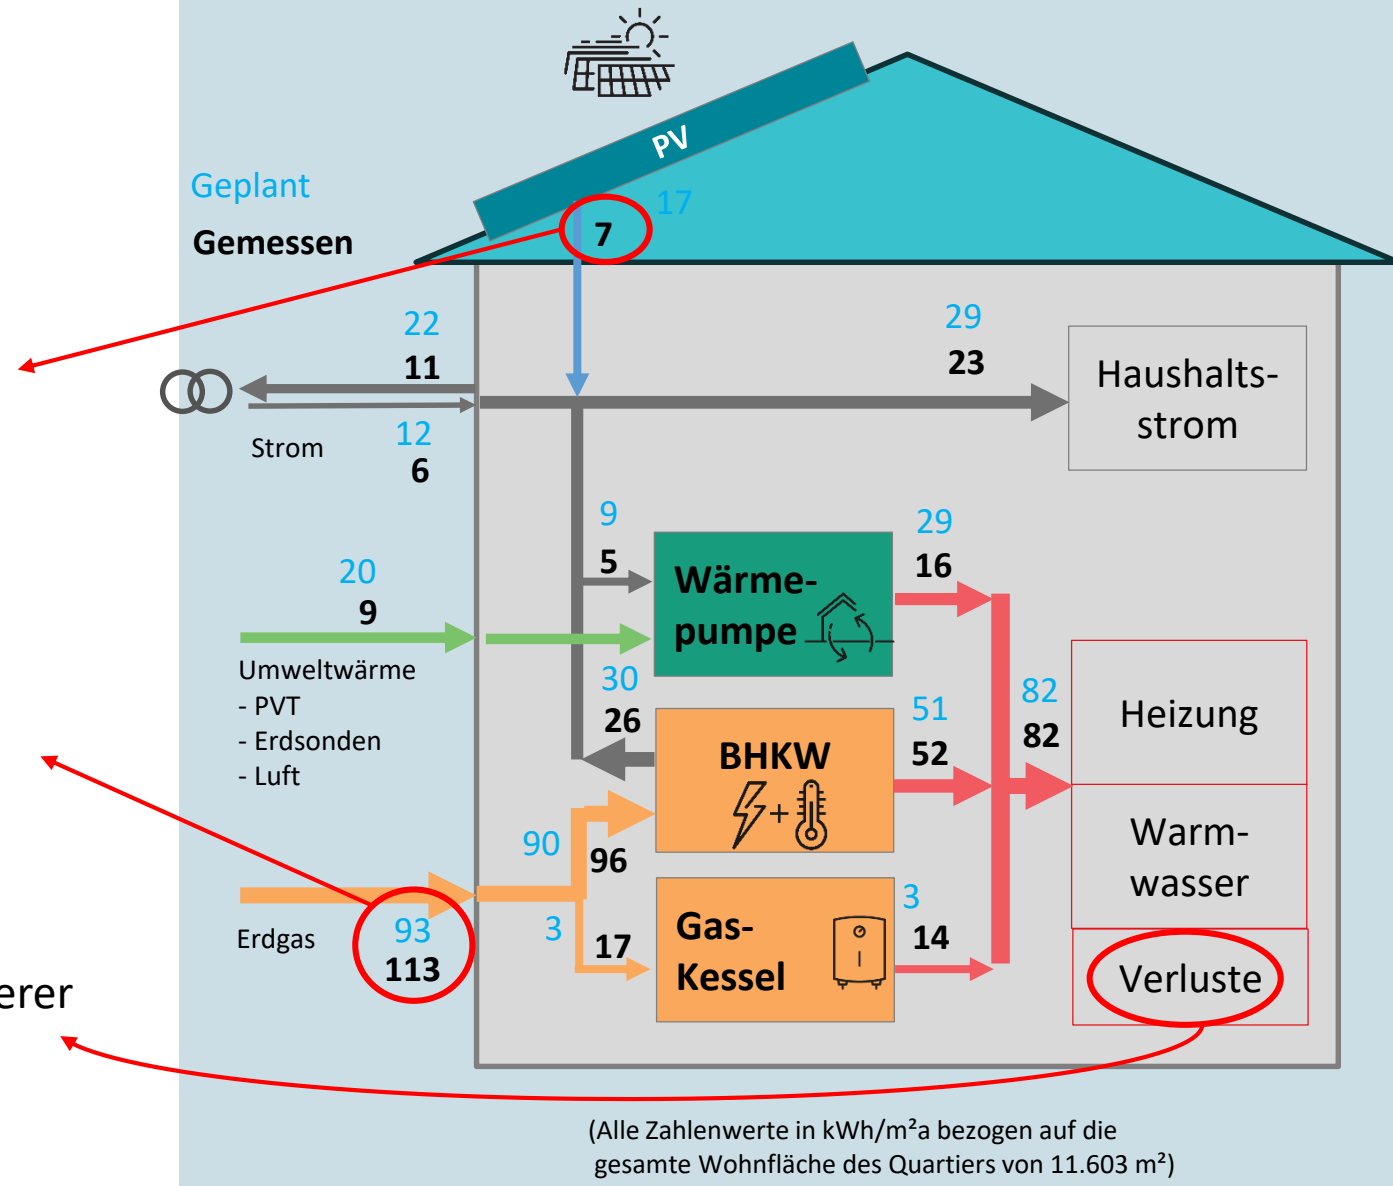 PV
Geplant
17
Gemessen
7
22
11
29
23
Haushalts-
strom
12
6
Strom
9
5
29
16
20
9
Wärme-
pumpe
Umweltwärme
- PVT
- Erdsonden
- Luft
30
26
51
52
82
82
Heizung
BHKW
90
96
Warm-
wasser
Erdgas
93
113
3
17
Gas-
Kessel
3
14
Verluste
erer
(Alle Zahlenwerte in kWh/m²a bezogen auf die
gesamte Wohnfläche des Quartiers von 11.603 m²)